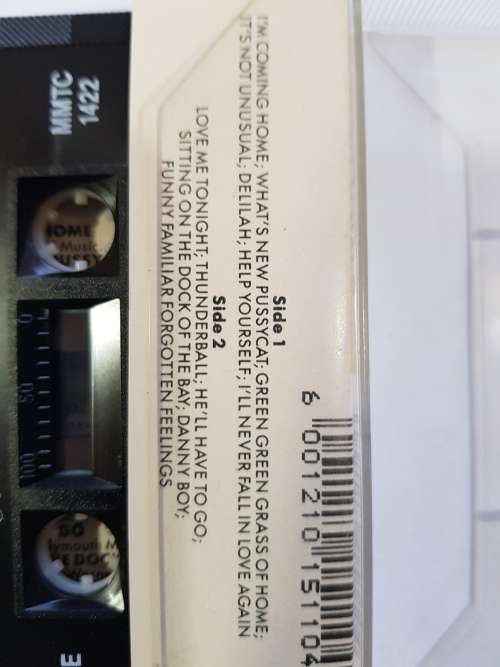 Side 1
I'M COMING HOME; WHAT'S NEW PUSSYCAT; GREEN GREEN GRASS OF HOME;
IT'S NOT UNUSUAL; DELILAH; HELP YOURSELF; I'LL NEVER FALL IN LOVE AGAIN
Side 2
LOVE ME TONIGHT; THUNDERBALL; HE'LL HAVE TO GO;
SITTING ON THE DOCK OF THE BAY; DANNY BOY;
FUNNY FAMILIAR FORGOTTEN FEELINGS
6 001210 151104
MMTC
1422
HOME
Music
0 50 100
DOC
E